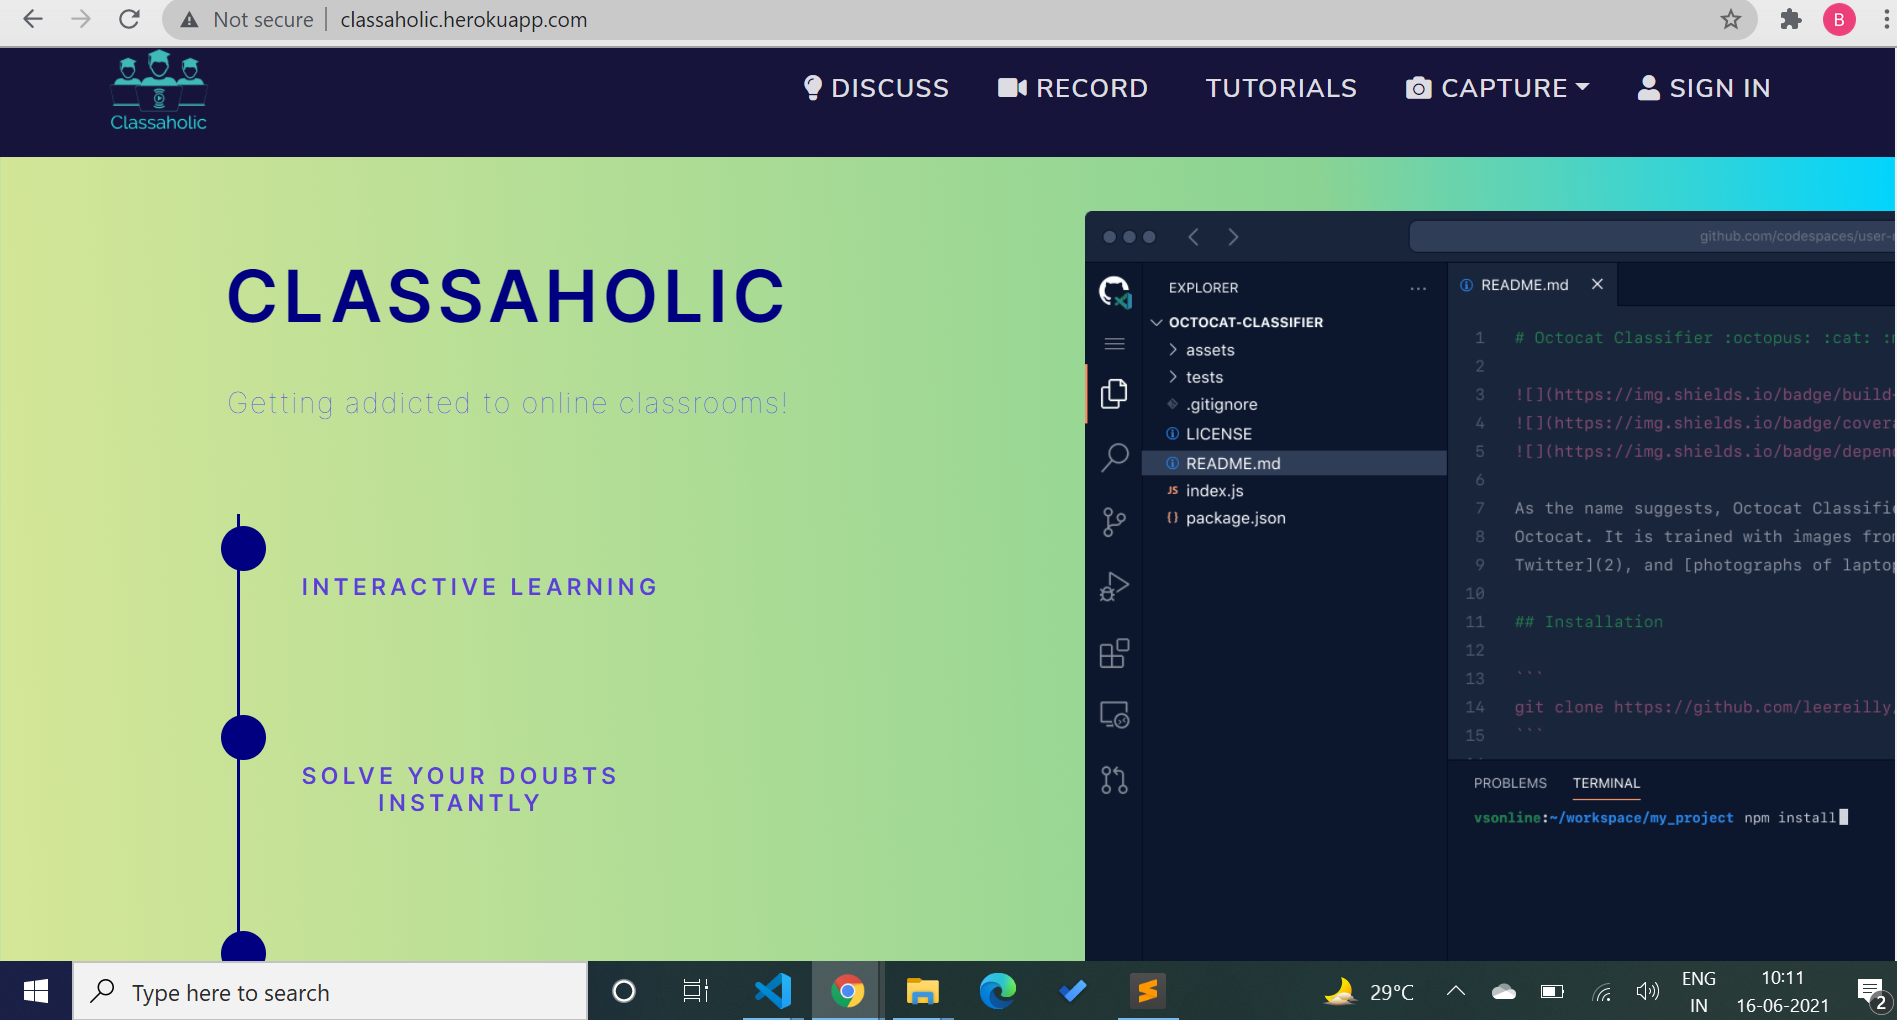 Not secure | classaholic.herokuapp.com
B
Classaholic
DISCUSS
RECORD
TUTORIALS
CAPTURE
SIGN IN
CLASSAHOLIC
Getting addicted to online classrooms!
INTERACTIVE LEARNING
SOLVE YOUR DOUBTS
INSTANTLY
github.com/codespaces/user-
EXPLORER
OCTOCAT-CLASSIFIER
assets
tests
.gitignore
LICENSE
README.md
JS index.js
{} package.json
README.md
1 # Octocat Classifier :octopus: :cat:
2
3 ![](https://img.shields.io/badge/build
4 ![](https://img.shields.io/badge/covera
5 ![](https://img.shields.io/badge/depen
6
7 As the name suggests, Octocat Classifi
8 Octocat. It is trained with images from
9 Twitter](2), and [photographs of laptop
10
11 ## Installation
12
13 ```
14 git clone https://github.com/leereilly/
15 ```
PROBLEMS TERMINAL
vsonline:~/workspace/my_project npm install
Type here to search
29°C
ENG
IN
10:11
16-06-2021
2